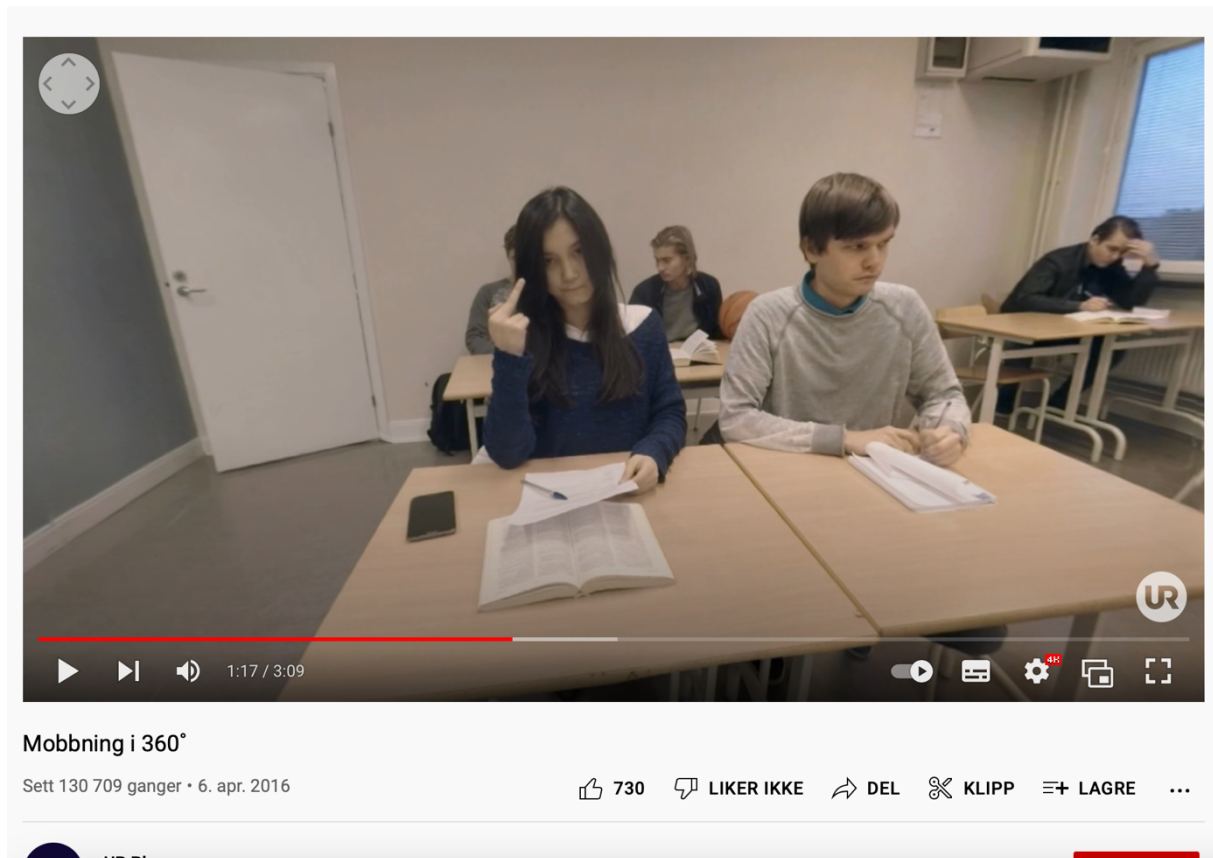 UR
1:17 / 3:09
4K
Mobbning i 360°
Sett 130 709 ganger • 6. apr. 2016
730 LIKER IKKE DEL KLIPP LAGRE